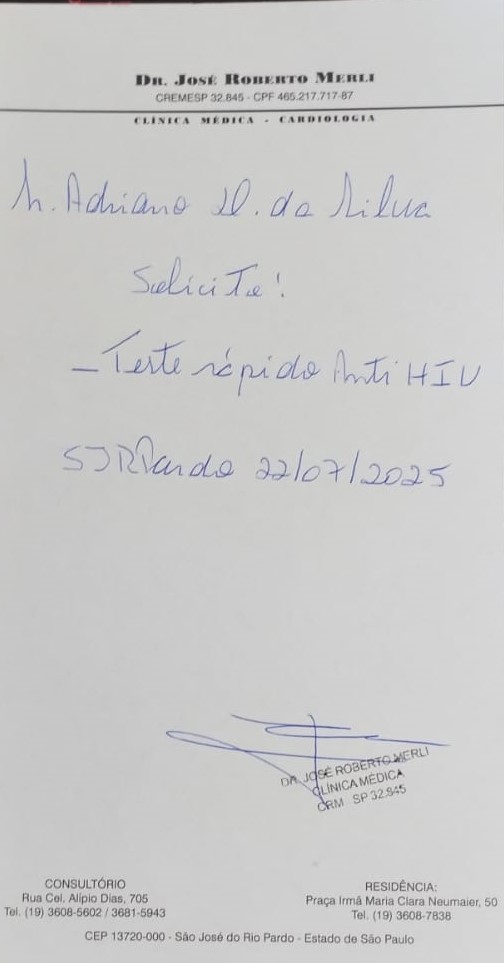 DR. JOSÉ ROBERTO MERLI
CREMESP 32.845 - CPF 465.217.717-87
CLÍNICA MÉDICA - CARDIOLOGIA
Adriano da Silva
Solicito:
- Teste rápido Anti HIV
SJRPardo 22/07/2025
DR. JOSÉ ROBERTO MERLI
CLÍNICA MÉDICA
CRM SP 32.845
CONSULTÓRIO
Rua Cel. Alípio Dias, 705
Tel. (19) 3608-5602 / 3681-5943
RESIDÊNCIA:
Praça Irmã Maria Clara Neumaier, 50
Tel. (19) 3608-7838
CEP 13720-000 - São José do Rio Pardo - Estado de São Paulo